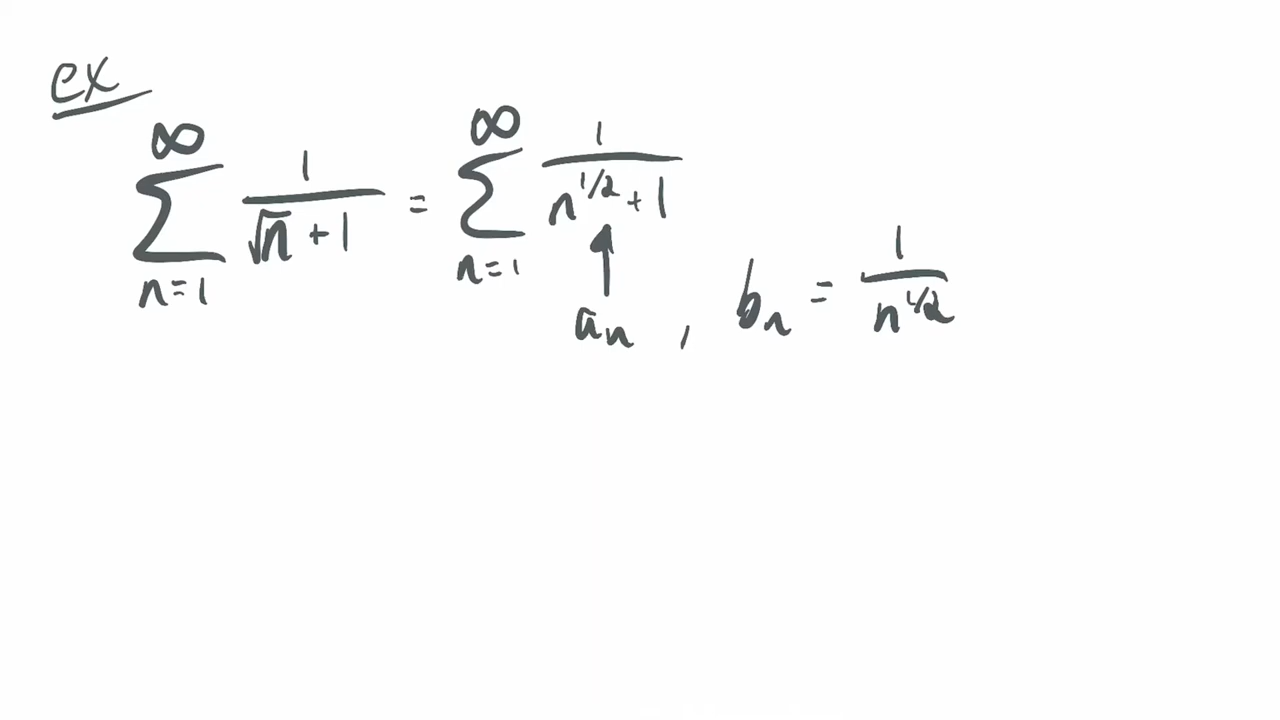 ex
∑_{n=1}^{∞} 1/(√n + 1) = ∑_{n=1}^{∞} 1/(n^{1/2} + 1)
↑
a_n , b_n = 1/n^{1/2}